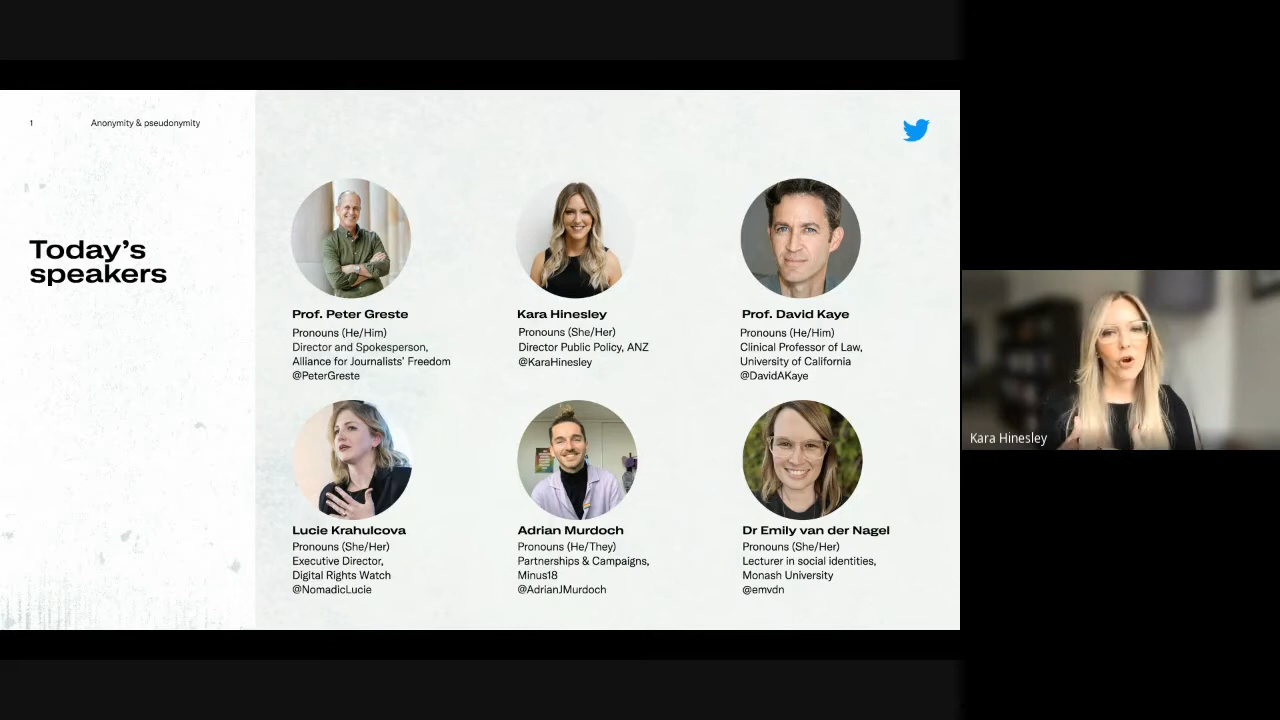 1
Anonymity & pseudonymity
Today's
speakers
Prof. Peter Greste
Pronouns (He/Him)
Director and Spokesperson,
Alliance for Journalists' Freedom
@PeterGreste
Kara Hinesley
Pronouns (She/Her)
Director Public Policy, ANZ
@KaraHinesley
Prof. David Kaye
Pronouns (He/Him)
Clinical Professor of Law,
University of California
@DavidAKaye
Lucie Krahulcova
Pronouns (She/Her)
Executive Director,
Digital Rights Watch
@NomadicLucie
Adrian Murdoch
Pronouns (He/They)
Partnerships & Campaigns,
Minus18
@AdrianJMurdoch
Dr Emily van der Nagel
Pronouns (She/Her)
Lecturer in social identities,
Monash University
@emvdn
Kara Hinesley